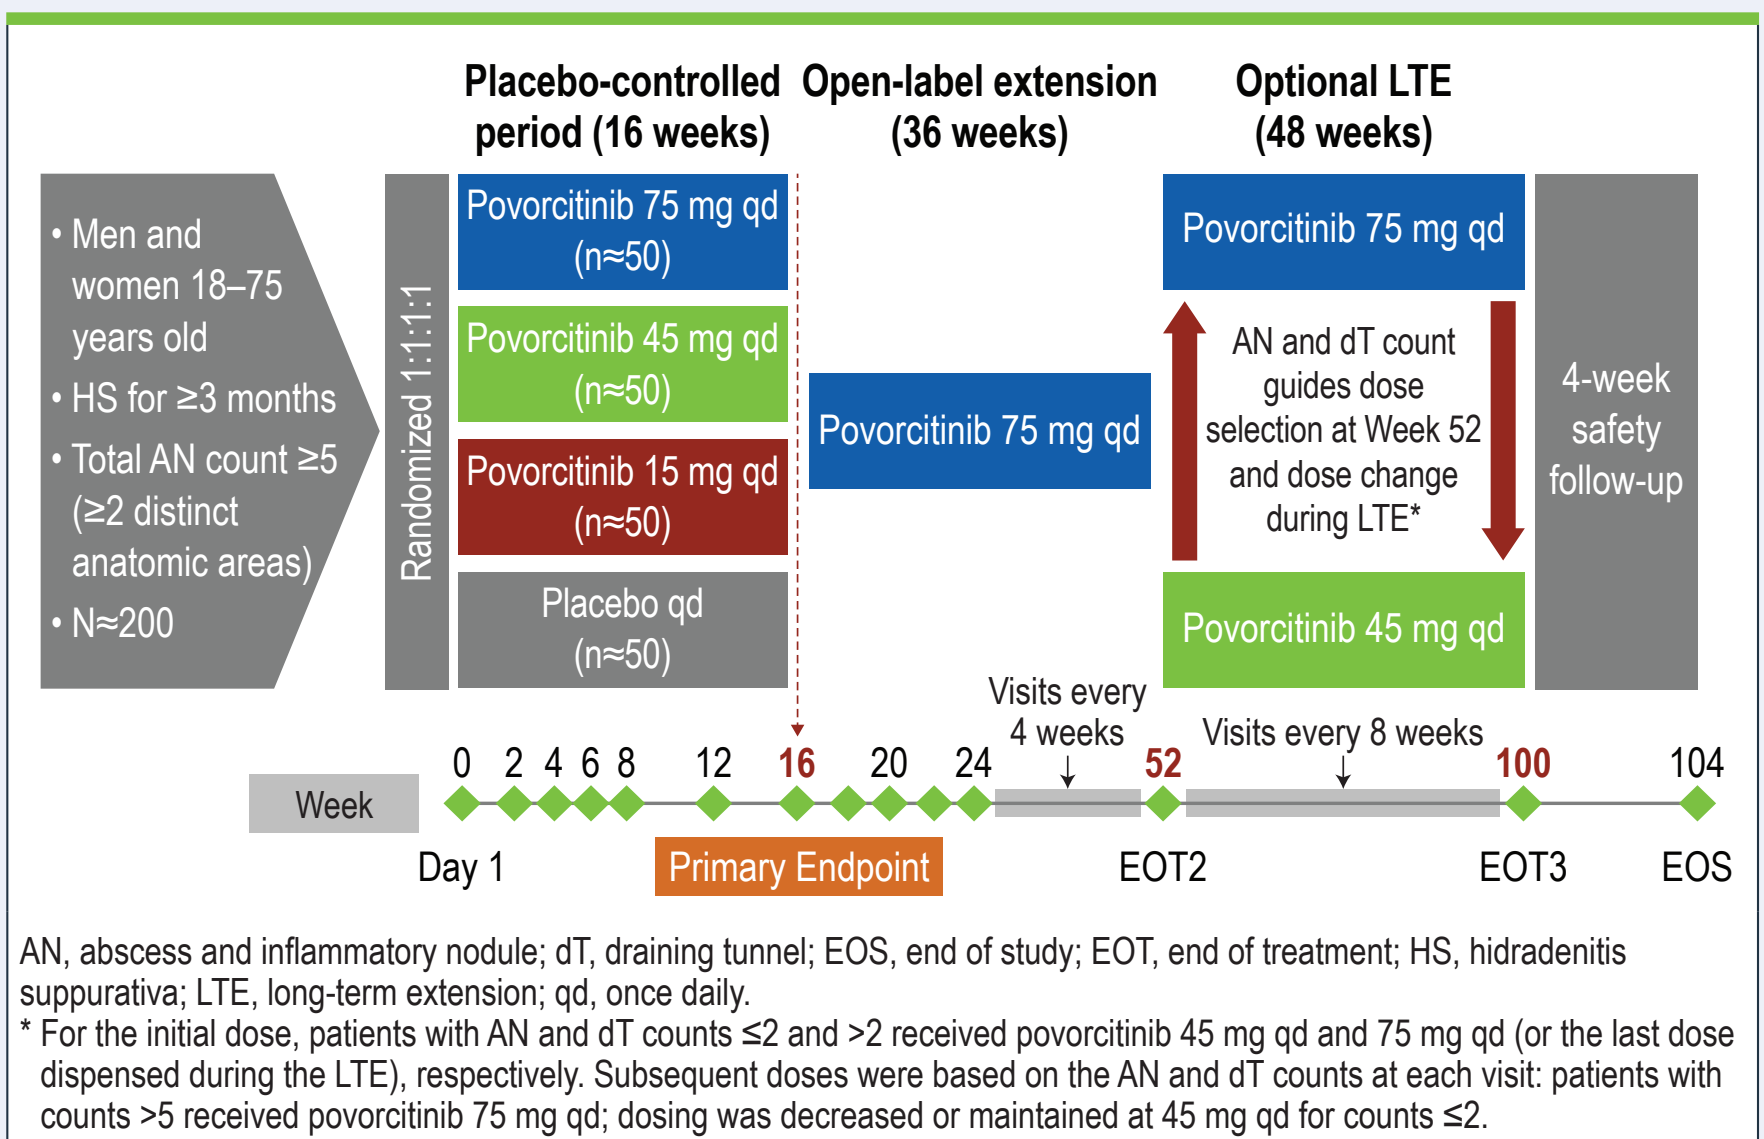 Placebo-controlled
period (16 weeks)
Open-label extension
(36 weeks)
Optional LTE
(48 weeks)
• Men and
women 18–75
years old
• HS for ≥3 months
• Total AN count ≥5
(≥2 distinct
anatomic areas)
• N≈200
Randomized 1:1:1:1
Povorcitinib 75 mg qd
(n≈50)
Povorcitinib 45 mg qd
(n≈50)
Povorcitinib 15 mg qd
(n≈50)
Placebo qd
(n≈50)
Povorcitinib 75 mg qd
Povorcitinib 75 mg qd
AN and dT count
guides dose
selection at Week 52
and dose change
during LTE*
Povorcitinib 45 mg qd
4-week
safety
follow-up
Visits every
4 weeks
Visits every 8 weeks
Week
0 2 4 6 8 12 16 20 24 52 100 104
Day 1
Primary Endpoint
EOT2
EOT3
EOS
AN, abscess and inflammatory nodule; dT, draining tunnel; EOS, end of study; EOT, end of treatment; HS, hidradenitis
suppurativa; LTE, long-term extension; qd, once daily.
* For the initial dose, patients with AN and dT counts ≤2 and >2 received povorcitinib 45 mg qd and 75 mg qd (or the last dose
dispensed during the LTE), respectively. Subsequent doses were based on the AN and dT counts at each visit: patients with
counts >5 received povorcitinib 75 mg qd; dosing was decreased or maintained at 45 mg qd for counts ≤2.